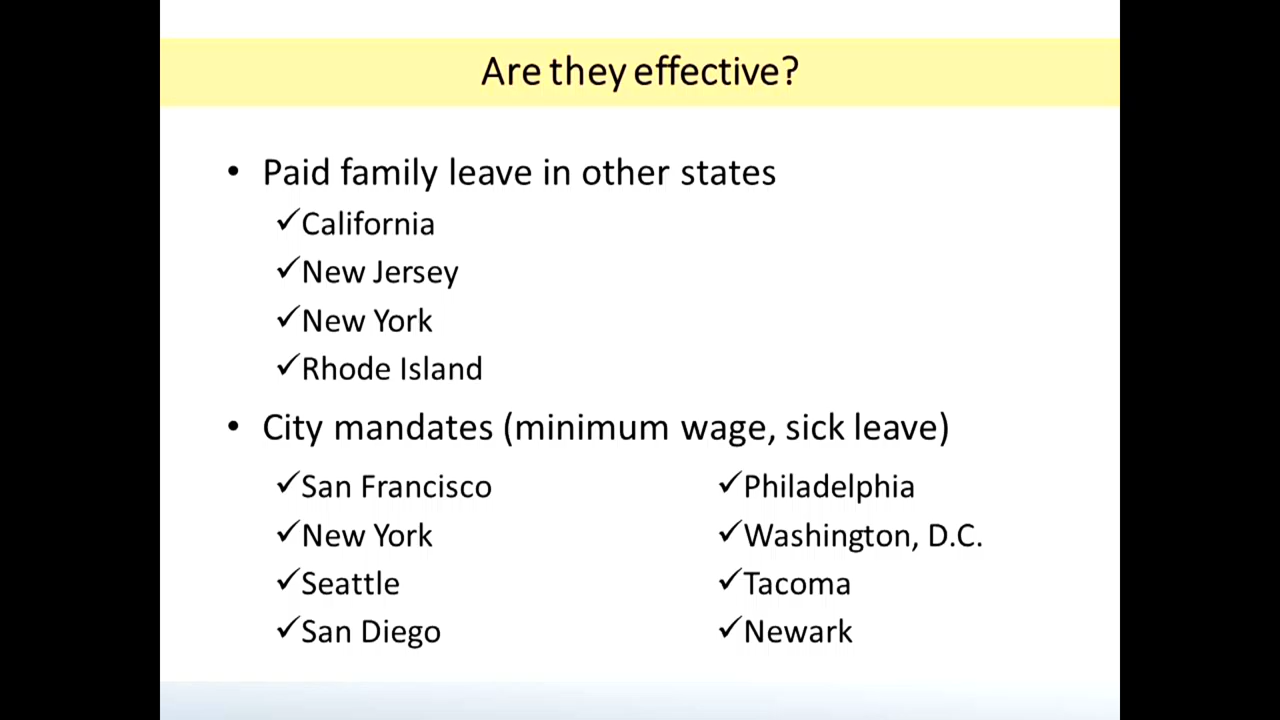 Are they effective?
• Paid family leave in other states
✓California
✓New Jersey
✓New York
✓Rhode Island
• City mandates (minimum wage, sick leave)
✓San Francisco
✓New York
✓Seattle
✓San Diego
✓Philadelphia
✓Washington, D.C.
✓Tacoma
✓Newark